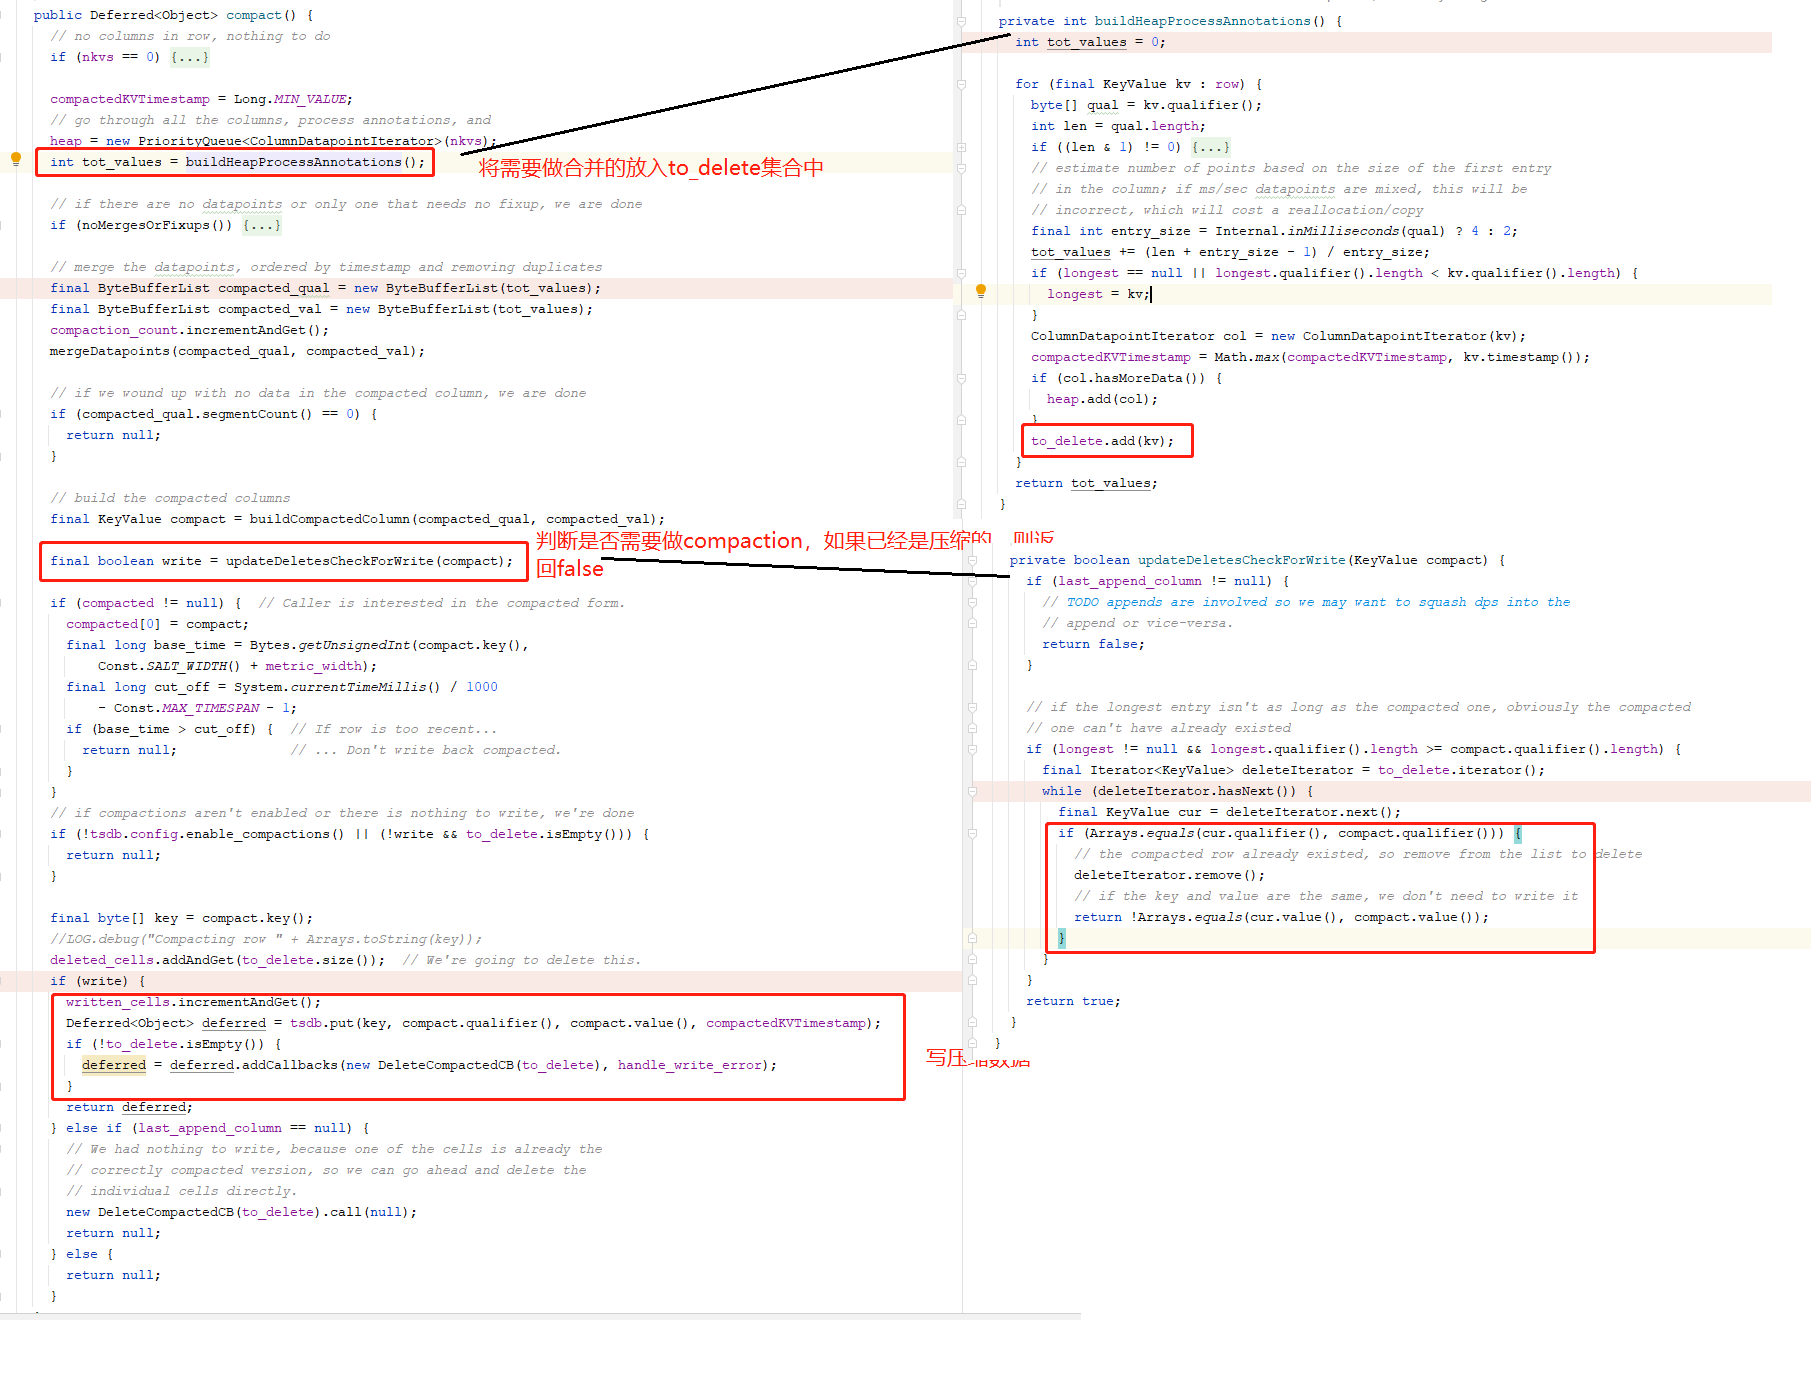 public Deferred<Object> compact() {
// no columns in row, nothing to do
if (nkvs == 0) {...}
compactedKVTimestamp = Long.MIN_VALUE;
// go through all the columns, process annotations, and
heap = new PriorityQueue<ColumnDatapointIterator>(nkvs);
int tot_values = buildHeapProcessAnnotations();
将需要做合并的放入to_delete集合中
// if there are no datapoints or only one that needs no fixup, we are done
if (noMergesOrFixups()) {...}
// merge the datapoints, ordered by timestamp and removing duplicates
final ByteBufferList compacted_qual = new ByteBufferList(tot_values);
final ByteBufferList compacted_val = new ByteBufferList(tot_values);
compaction_count.incrementAndGet();
mergeDatapoints(compacted_qual, compacted_val);
// if we wound up with no data in the compacted column, we are done
if (compacted_qual.segmentCount() == 0) {
return null;
}
// build the compacted columns
final KeyValue compact = buildCompactedColumn(compacted_qual, compacted_val);
判断是否需要做compaction，如果已经是压缩的，则返
回false
final boolean write = updateDeletesCheckForWrite(compact);
if (compacted != null) {  // Caller is interested in the compacted form.
compacted[0] = compact;
final long base_time = Bytes.getUnsignedInt(compact.key(),
Const.SALT_WIDTH() + metric_width);
final long cut_off = System.currentTimeMillis() / 1000
- Const.MAX_TIMESPAN - 1;
if (base_time > cut_off) {  // If row is too recent...
return null;                // ... Don't write back compacted.
}
}
// if compactions aren't enabled or there is nothing to write, we're done
if (!tsdb.config.enable_compactions() || (!write && to_delete.isEmpty())) {
return null;
}
final byte[] key = compact.key();
//LOG.debug("Compacting row " + Arrays.toString(key));
deleted_cells.addAndGet(to_delete.size());  // We're going to delete this.
if (write) {
written_cells.incrementAndGet();
Deferred<Object> deferred = tsdb.put(key, compact.qualifier(), compact.value(), compactedKVTimestamp);
if (!to_delete.isEmpty()) {
deferred = deferred.addCallbacks(new DeleteCompactedCB(to_delete), handle_write_error);
}
写压缩数据
return deferred;
} else if (last_append_column == null) {
// We had nothing to write, because one of the cells is already the
// correctly compacted version, so we can go ahead and delete the
// individual cells directly.
new DeleteCompactedCB(to_delete).call(null);
return null;
} else {
return null;
}
private int buildHeapProcessAnnotations() {
int tot_values = 0;
for (final KeyValue kv : row) {
byte[] qual = kv.qualifier();
int len = qual.length;
if ((len & 1) != 0) {...}
// estimate number of points based on the size of the first entry
// in the column; if ms/sec datapoints are mixed, this will be
// incorrect, which will cost a reallocation/copy
final int entry_size = Internal.inMilliseconds(qual) ? 4 : 2;
tot_values += (len + entry_size - 1) / entry_size;
if (longest == null || longest.qualifier().length < kv.qualifier().length) {
longest = kv;
}
ColumnDatapointIterator col = new ColumnDatapointIterator(kv);
compactedKVTimestamp = Math.max(compactedKVTimestamp, kv.timestamp());
if (col.hasMoreData()) {
heap.add(col);
}
to_delete.add(kv);
}
return tot_values;
}
private boolean updateDeletesCheckForWrite(KeyValue compact) {
if (last_append_column != null) {
// TODO appends are involved so we may want to squash dps into the
// append or vice-versa.
return false;
}
// if the longest entry isn't as long as the compacted one, obviously the compacted
// one can't have already existed
if (longest != null && longest.qualifier().length >= compact.qualifier().length) {
final Iterator<KeyValue> deleteIterator = to_delete.iterator();
while (deleteIterator.hasNext()) {
final KeyValue cur = deleteIterator.next();
if (Arrays.equals(cur.qualifier(), compact.qualifier())) {
// the compacted row already existed, so remove from the list to delete
deleteIterator.remove();
// if the key and value are the same, we don't need to write it
return !Arrays.equals(cur.value(), compact.value());
}
}
}
return true;
}
}